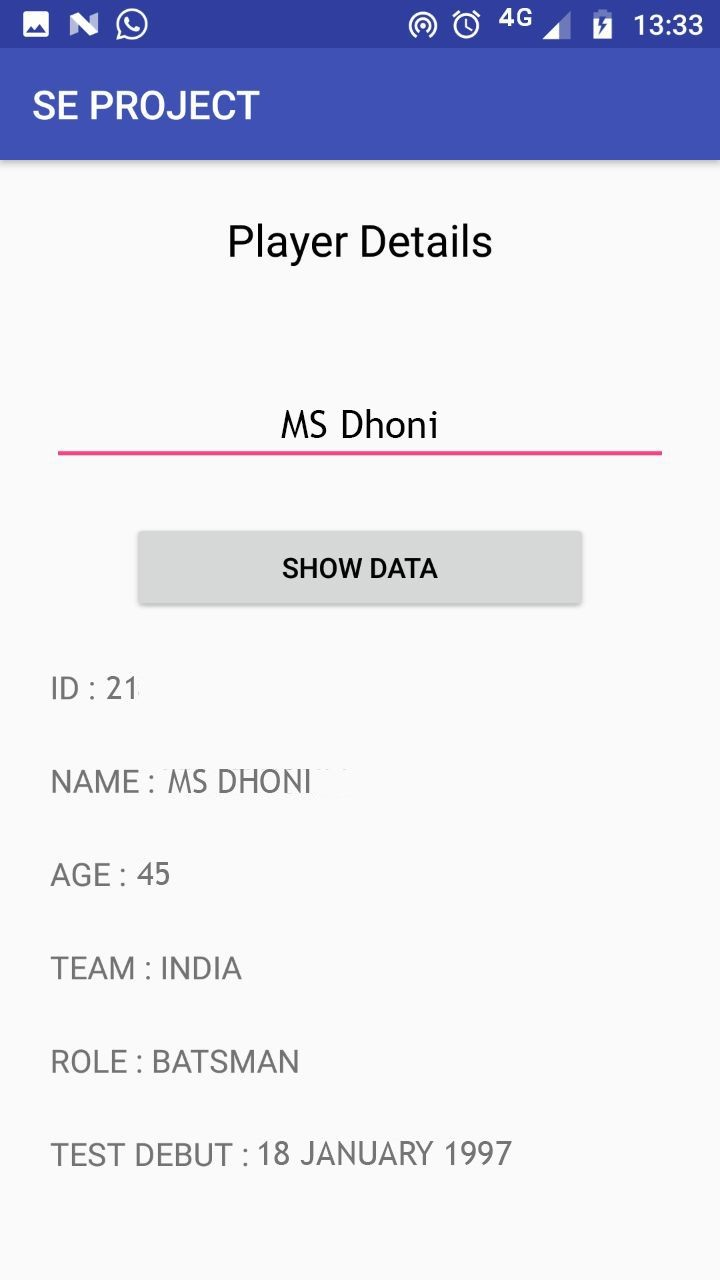 4G 13:33
SE PROJECT
Player Details
MS Dhoni
SHOW DATA
ID : 21
NAME : MS DHONI
AGE : 45
TEAM : INDIA
ROLE : BATSMAN
TEST DEBUT : 18 JANUARY 1997